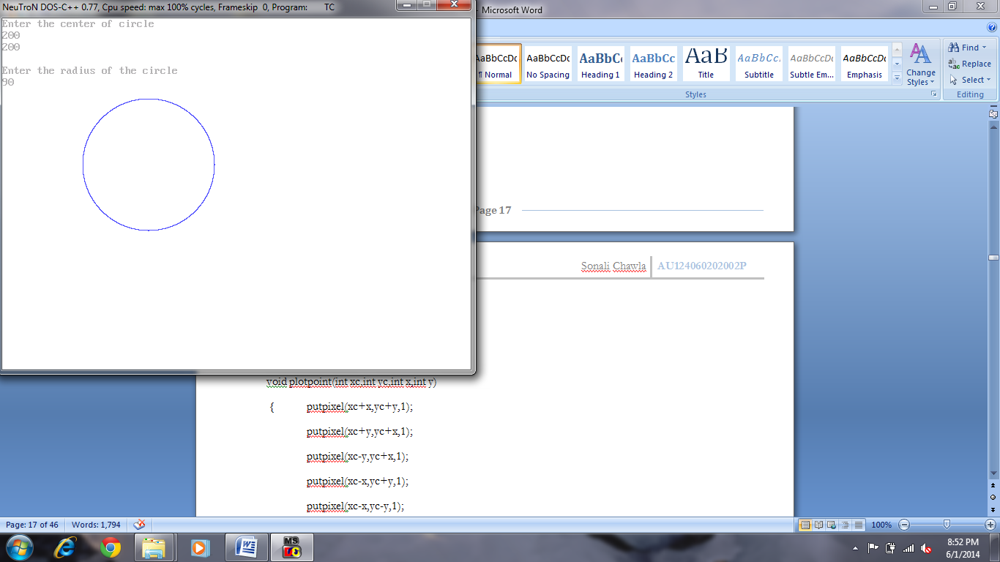 NeuTroN DOS-C++ 0.77, Cpu speed: max 100% cycles, Frameskip 0, Program: TC
Enter the center of circle
200
200
Enter the radius of the circle
90
- Microsoft Word
AaBbCcDc
AaBbCcDc
AaBbCc
AaBbCc
AaB
AaBbCc.
AaBbCcDc
AaBbCcDc
¶ Normal
No Spacing
Heading 1
Heading 2
Title
Subtitle
Subtle Em...
Emphasis
Change
Styles
Find
Replace
Select
Styles
Editing
Page 17
Sonali Chawla AU124060202002P
void plotpoint(int xc,int yc,int x,int y)
{ putpixel(xc+x,yc+y,1);
putpixel(xc+y,yc+x,1);
putpixel(xc-y,yc+x,1);
putpixel(xc-x,yc+y,1);
putpixel(xc-x,yc-y,1);
Page: 17 of 46 Words: 1,794 100%
MS
8:52 PM
6/1/2014